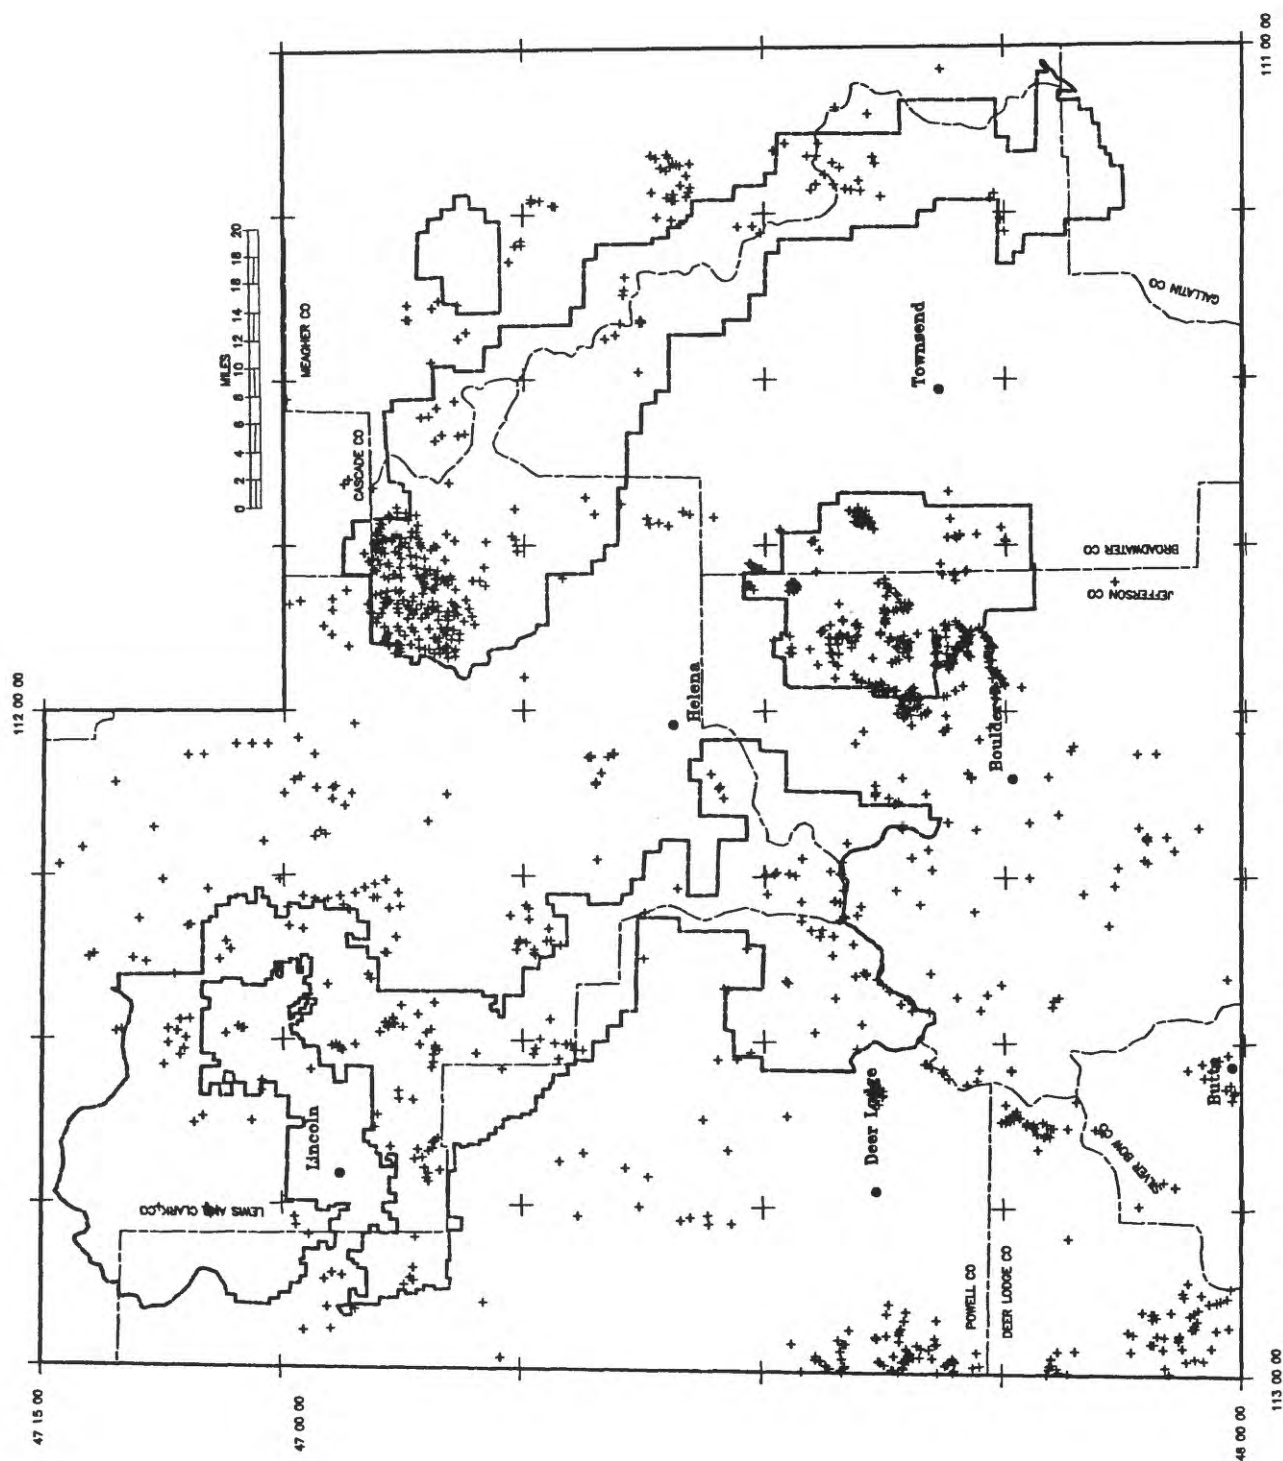 112 00 00
111 00 00
47 15 00
47 00 00
MILES
0 2 4 6 8 10 12 14 16 18 20
MEAGHER CO
CASCADE CO
LEWIS AND CLARK CO
Lincoln
Helena
Townsend
GALLATIN CO
BROADWATER CO
JEFFERSON CO
Boulder
Deer Lodge
POWELL CO
DEER LODGE CO
SILVER BOW CO
Butte
113 00 00
48 00 00